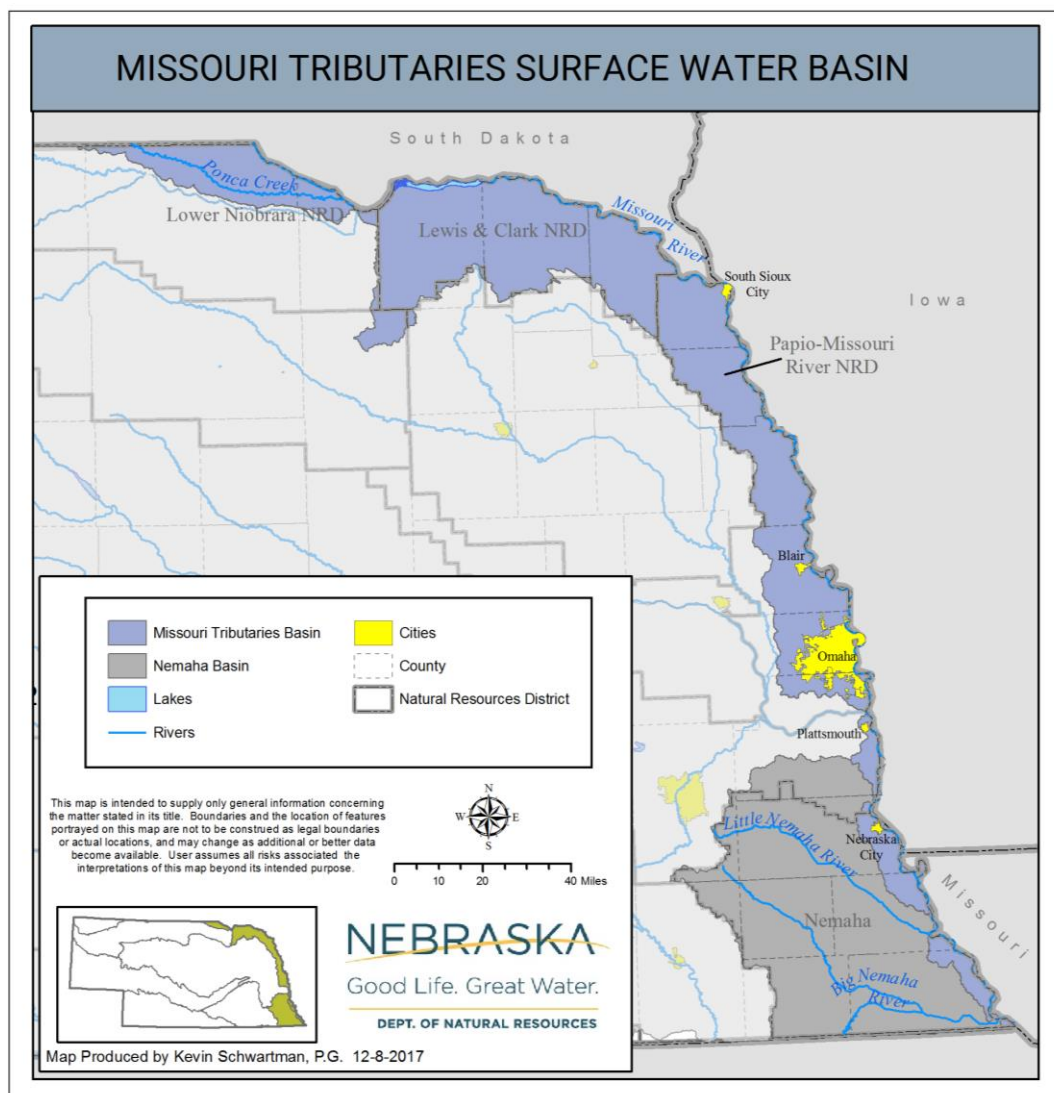 MISSOURI TRIBUTARIES SURFACE WATER BASIN
South Dakota
Ponca Creek
Lower Niobrara NRD
Lewis & Clark NRD
Missouri
River
South Sioux
City
Iowa
Papio-Missouri
River NRD
Blair
Omaha
Plattsmouth
Little Nemaha River
Nebraska
City
Missouri
Nemaha
Big Nemaha
River
Missouri Tributaries Basin
Nemaha Basin
Lakes
Rivers
Cities
County
Natural Resources District
This map is intended to supply only general information concerning
the matter stated in its title. Boundaries and the location of features
portrayed on this map are not to be construed as legal boundaries
or actual locations, and may change as additional or better data
become available. User assumes all risks associated the
interpretations of this map beyond its intended purpose.
N
W E
S
0 10 20 40 Miles
NEBRASKA
Good Life. Great Water.
DEPT. OF NATURAL RESOURCES
Map Produced by Kevin Schwartman, P.G. 12-8-2017